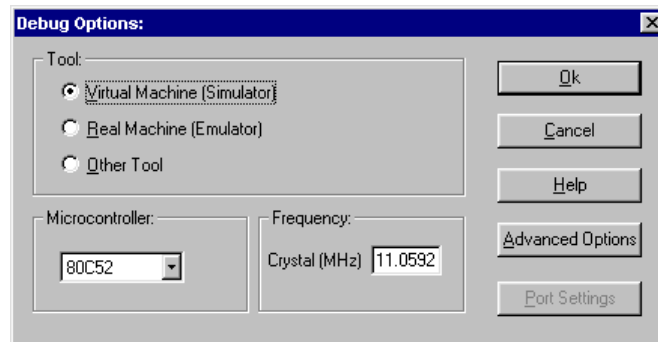 Debug Options:
Tool:
Virtual Machine (Simulator)
Real Machine (Emulator)
Other Tool
Microcontroller:
80C52
Frequency:
Crystal (MHz) 11.0592
Ok
Cancel
Help
Advanced Options
Port Settings